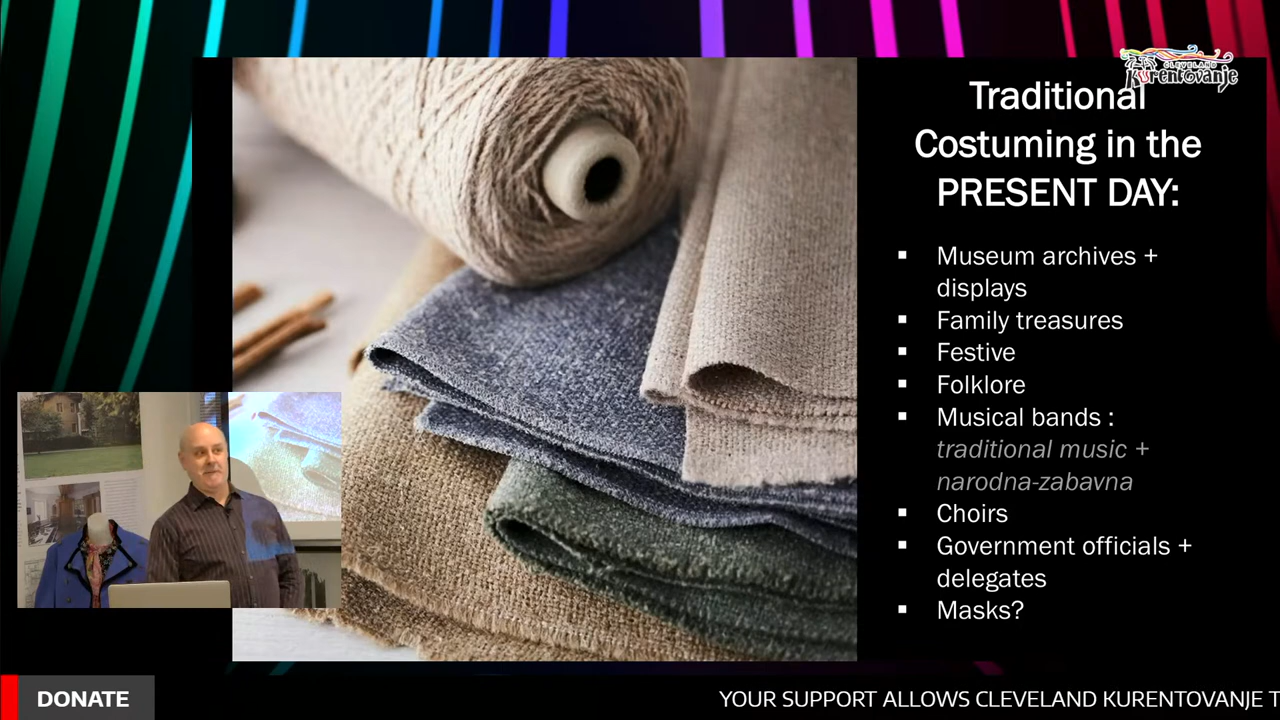 CLEVELAND
Kurentovanje
Traditional
Costuming in the
PRESENT DAY:
▪ Museum archives +
displays
▪ Family treasures
▪ Festive
▪ Folklore
▪ Musical bands :
traditional music +
narodna-zabavna
▪ Choirs
▪ Government officials +
delegates
▪ Masks?
DONATE
YOUR SUPPORT ALLOWS CLEVELAND KURENTOVANJE T